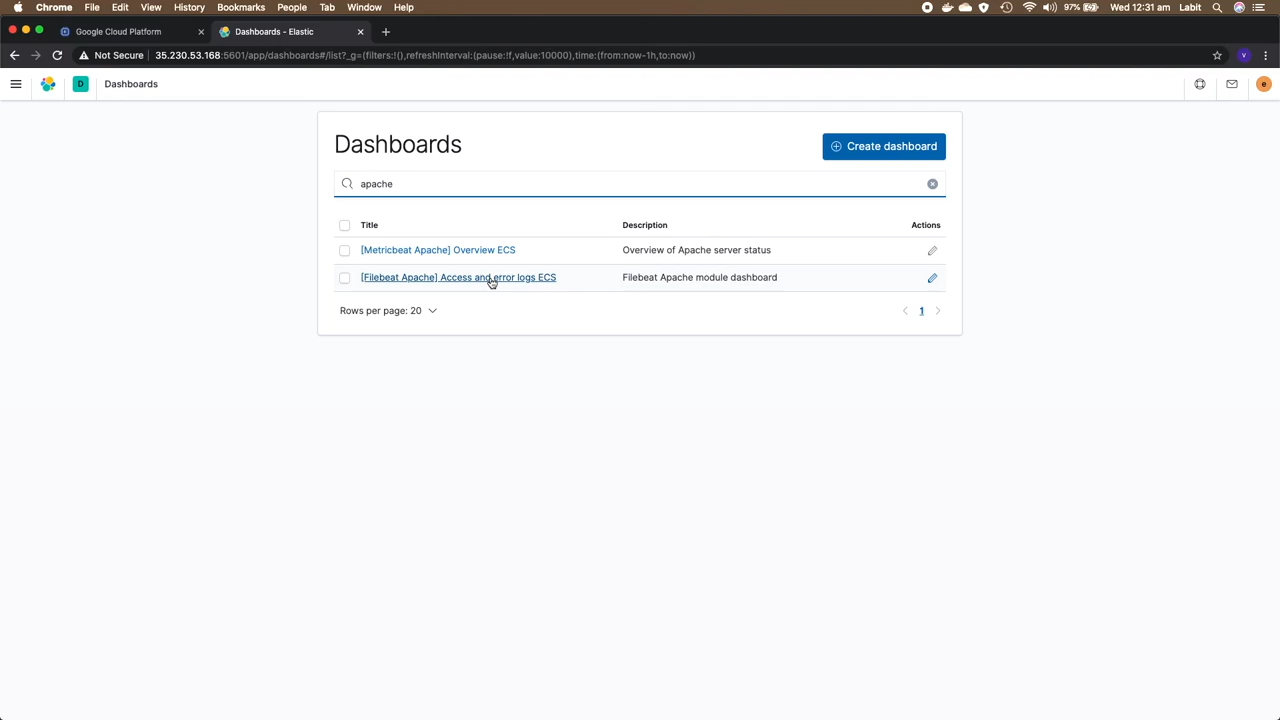 Chrome File Edit View History Bookmarks People Tab Window Help 97% Wed 12:31 am Labit
Google Cloud Platform Dashboards - Elastic
Not Secure 35.230.53.168:5601/app/dashboards#/list?_g=(filters:!(),refreshInterval:(pause:!f,value:10000),time:(from:now-1h,to:now))
D Dashboards e
Dashboards
Create dashboard
apache
Title Description Actions
[Metricbeat Apache] Overview ECS Overview of Apache server status
[Filebeat Apache] Access and error logs ECS Filebeat Apache module dashboard
Rows per page: 20 1